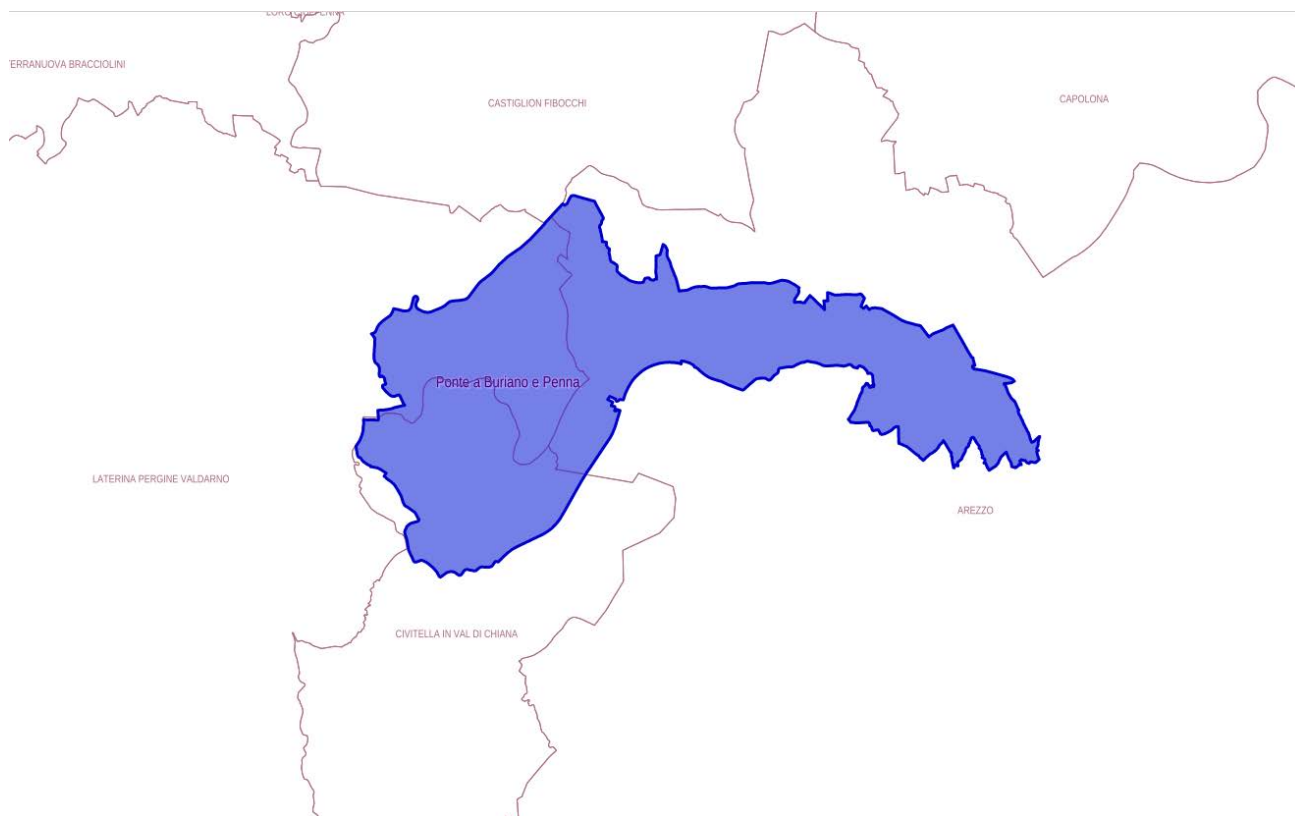 ERRANUOVA BRACCIOLINI
CASTIGLION FIBOCCHI
CAPOLONA
Ponte a Buriano e Penna
LATERINA PERGINE VALDARNO
AREZZO
CIVITELLA IN VAL DI CHIANA